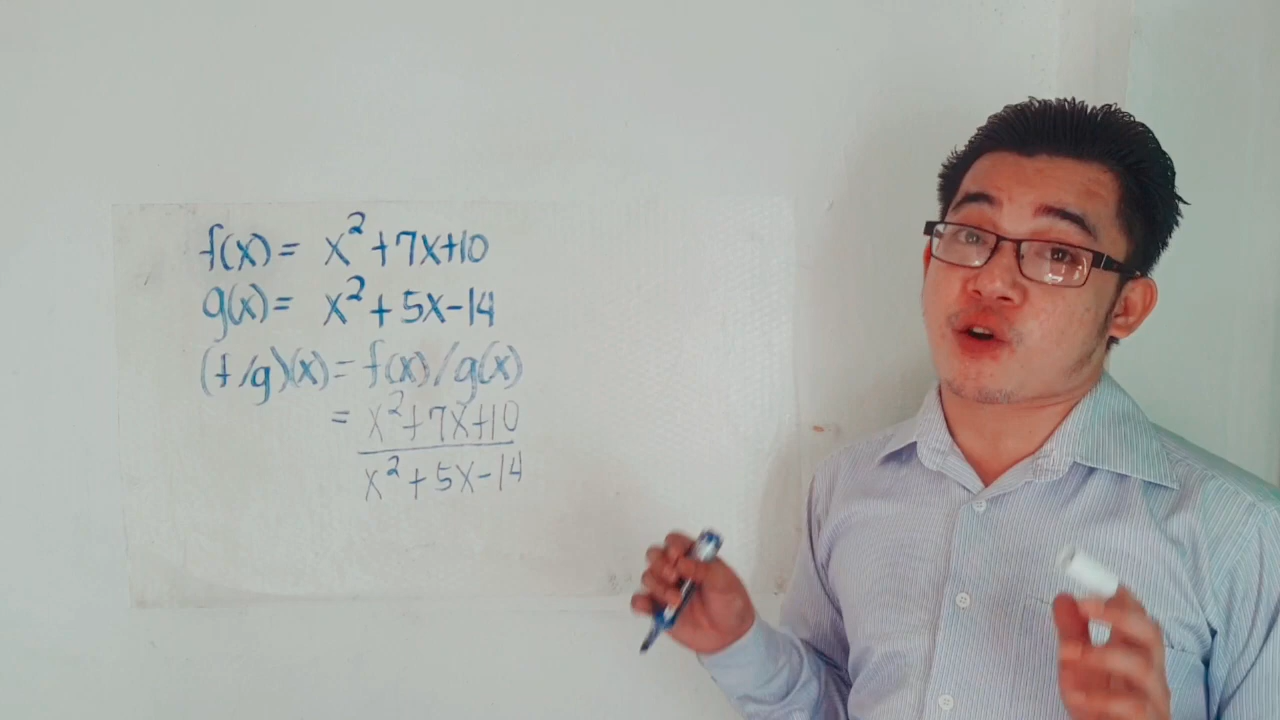 f(x) = x²+7x+10
g(x) = x²+5x-14
(f/g)(x) = f(x)/g(x)
= x²+7x+10
x²+5x-14